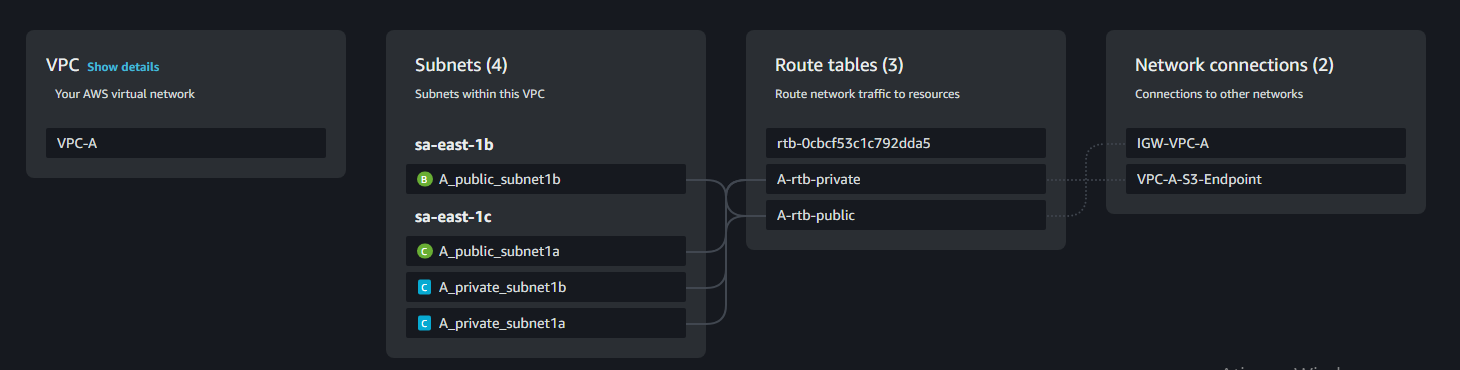 VPC Show details
Your AWS virtual network
VPC-A
Subnets (4)
Subnets within this VPC
sa-east-1b
B A_public_subnet1b
sa-east-1c
C A_public_subnet1a
C A_private_subnet1b
C A_private_subnet1a
Route tables (3)
Route network traffic to resources
rtb-0cbcf53c1c792dda5
A-rtb-private
A-rtb-public
Network connections (2)
Connections to other networks
IGW-VPC-A
VPC-A-S3-Endpoint